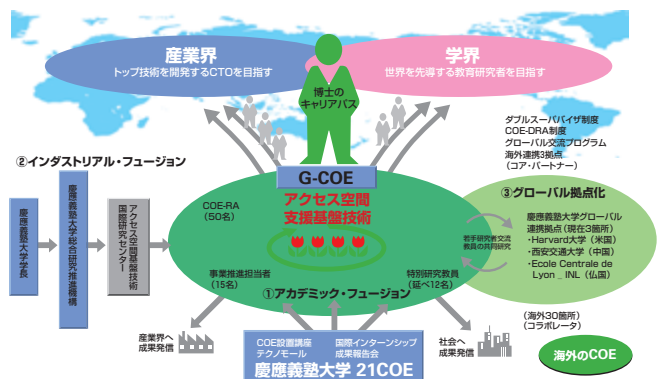 産業界
トップ技術を開発するCTOを目指す
学界
世界を先導する教育研究者を目指す
博士の
キャリアパス
ダブルスーパバイザ制度
COE-DRA制度
グローバル交流プログラム
海外連携3拠点
(コア・パートナー)
②インダストリアル・フュージョン
慶應義塾大学学長
慶應義塾大学総合研究推進機構
アクセス空間基盤技術
国際研究センター
G-COE
アクセス空間
支援基盤技術
COE-RA
(50名)
事業推進担当者
(15名)
特別研究教員
(延べ12名)
①アカデミック・フュージョン
若手研究者交流
教員の共同研究
③グローバル拠点化
慶應義塾大学グローバル
連携拠点(現在3箇所)
・Harvard大学(米国)
・西安交通大学(中国)
・Ecole Centrale de
Lyon _ INL(仏国)
(海外30箇所)
(コラボレータ)
海外のCOE
産業界へ
成果発信
COE設置講座
テクノモール
国際インターンシップ
成果報告会
慶應義塾大学 21COE
社会へ
成果発信